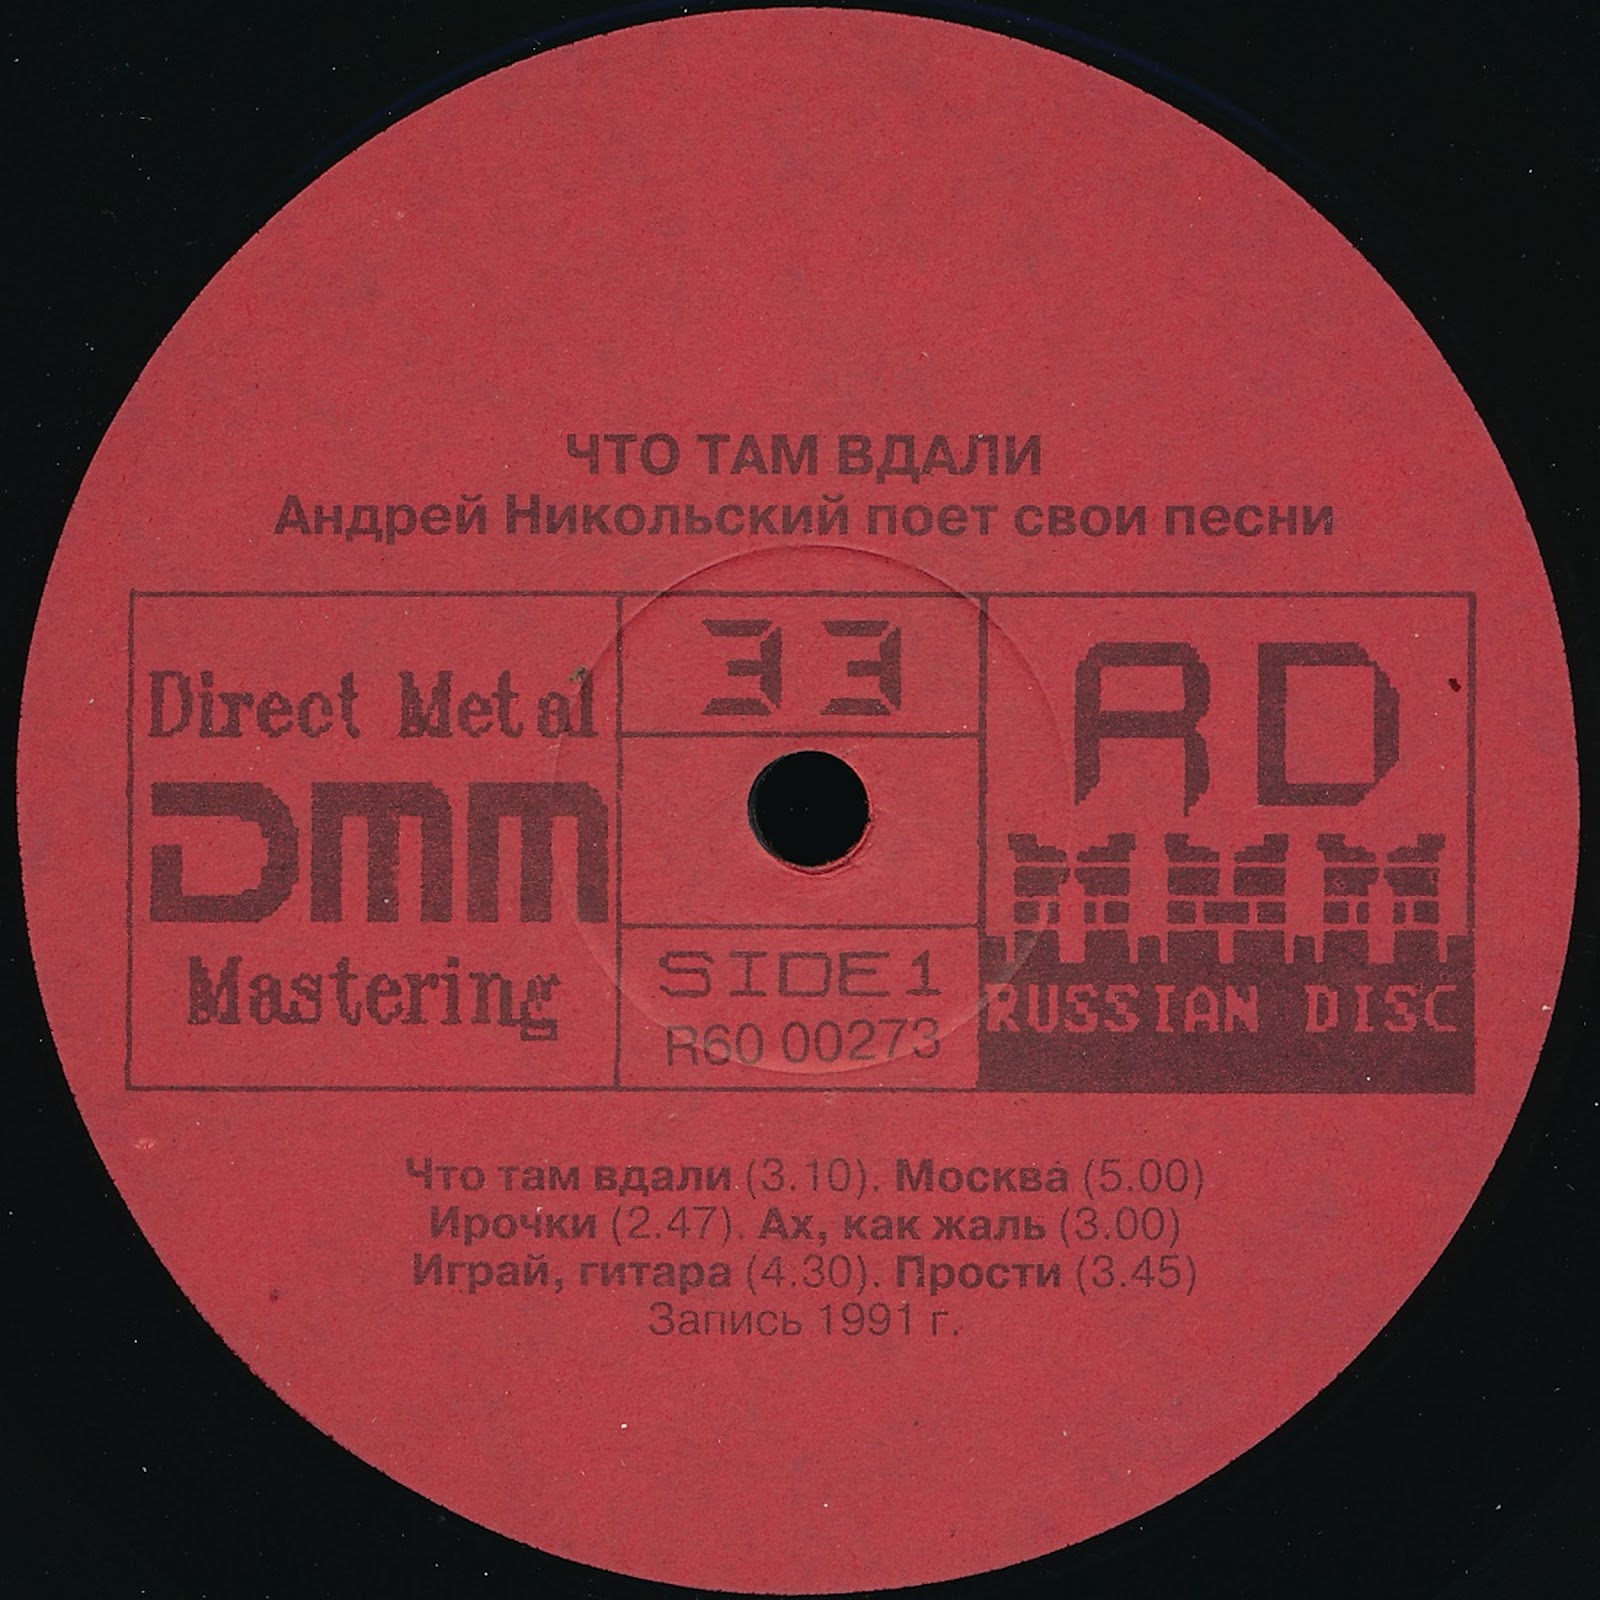 ЧТО ТАМ ВДАЛИ
Андрей Никольский поет свои песни
Direct Metal
DMM
Mastering
33
SIDE 1
R60 00273
RD
RUSSIAN DISC
Что там вдали (3.10). Москва (5.00)
Ирочки (2.47). Ах, как жаль (3.00)
Играй, гитара (4.30). Прости (3.45)
Запись 1991 г.